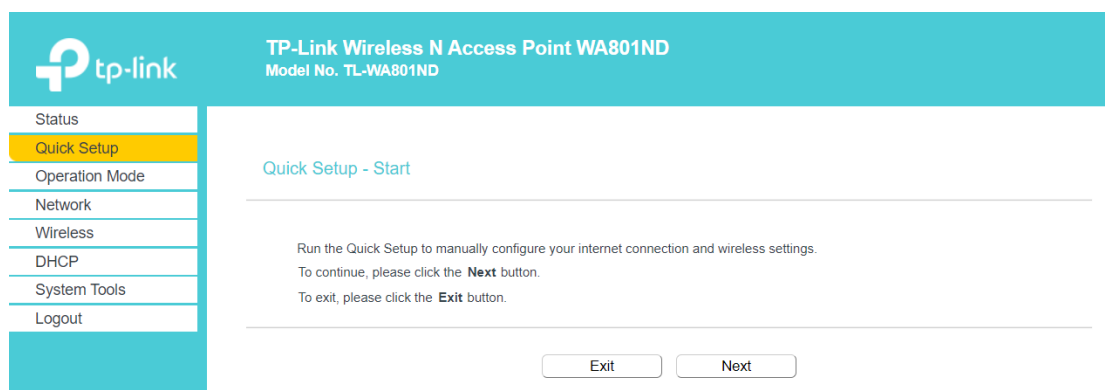 tp-link
TP-Link Wireless N Access Point WA801ND
Model No. TL-WA801ND
Status
Quick Setup
Operation Mode
Network
Wireless
DHCP
System Tools
Logout
Quick Setup - Start
Run the Quick Setup to manually configure your internet connection and wireless settings.
To continue, please click the Next button.
To exit, please click the Exit button.
Exit
Next